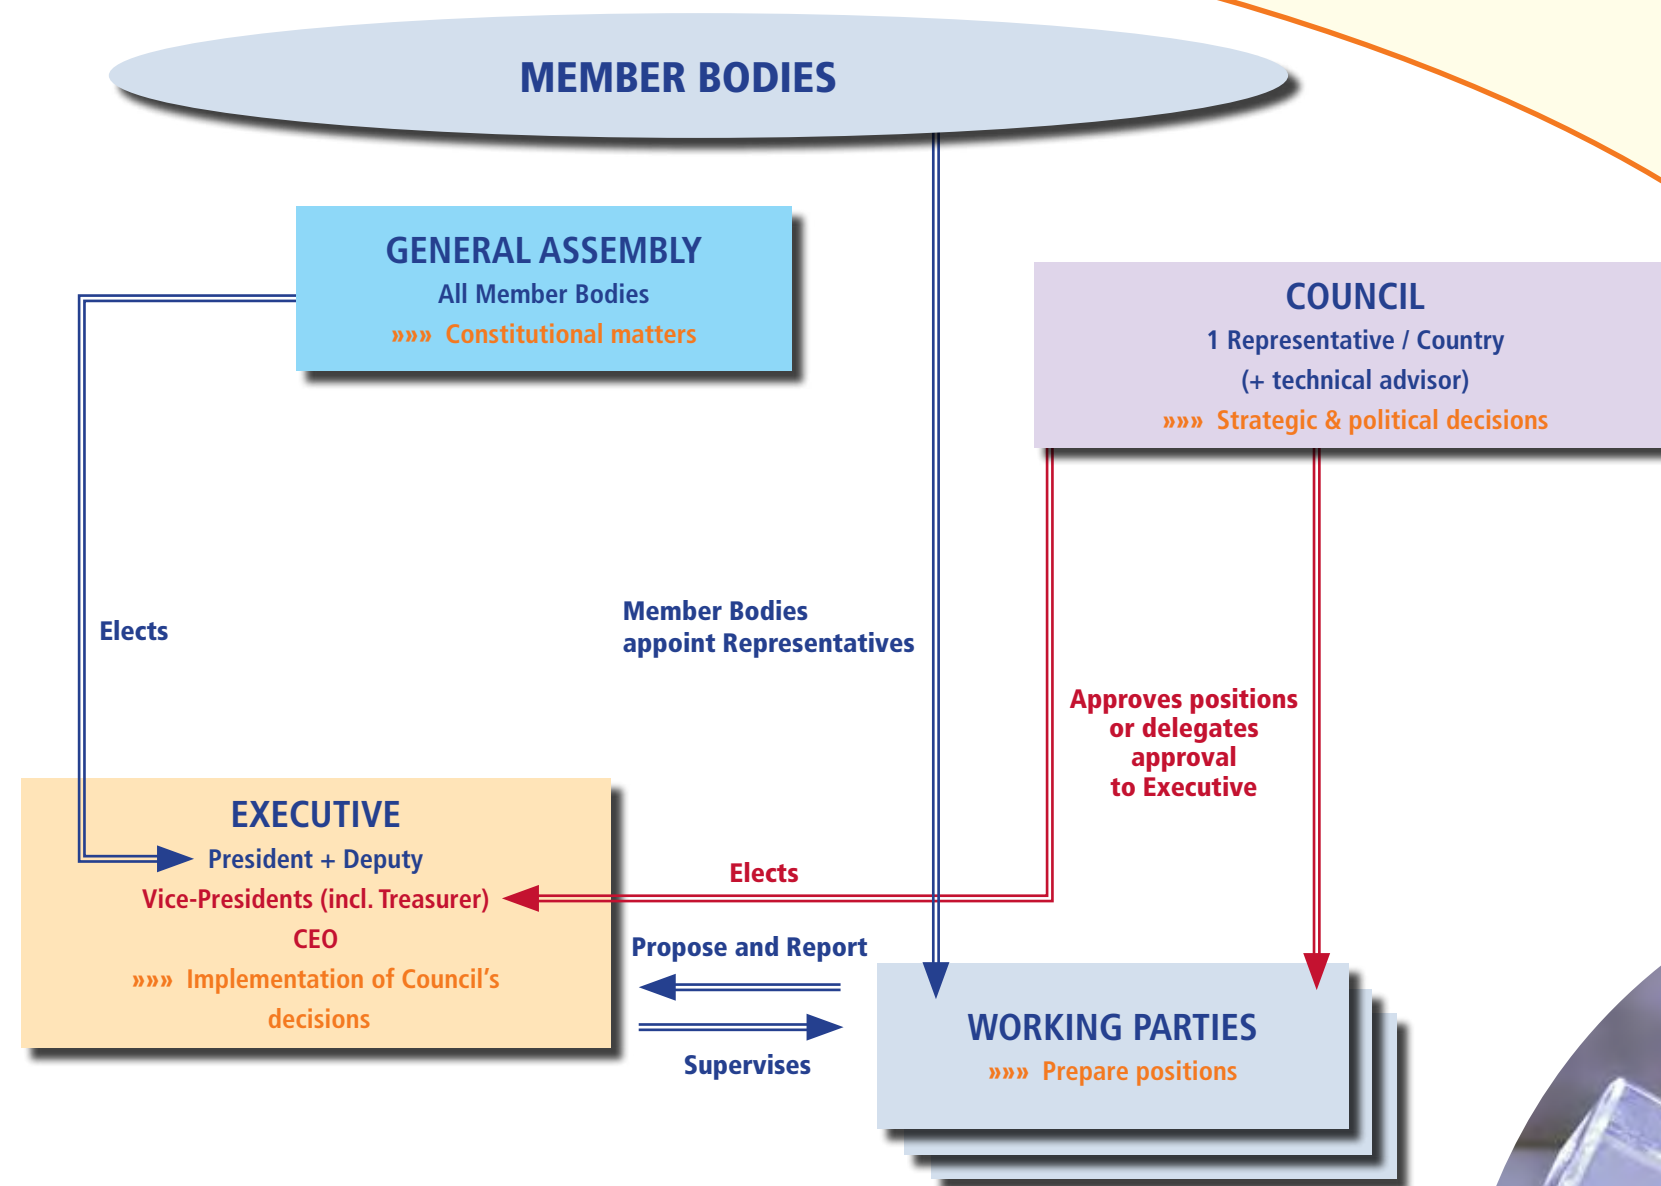 MEMBER BODIES
GENERAL ASSEMBLY
All Member Bodies
»»» Constitutional matters
COUNCIL
1 Representative / Country
(+ technical advisor)
»»» Strategic & political decisions
Elects
Member Bodies
appoint Representatives
Approves positions
or delegates
approval
to Executive
EXECUTIVE
President + Deputy
Vice-Presidents (incl. Treasurer)
CEO
»»» Implementation of Council's
decisions
Elects
Propose and Report
Supervises
WORKING PARTIES
»»» Prepare positions